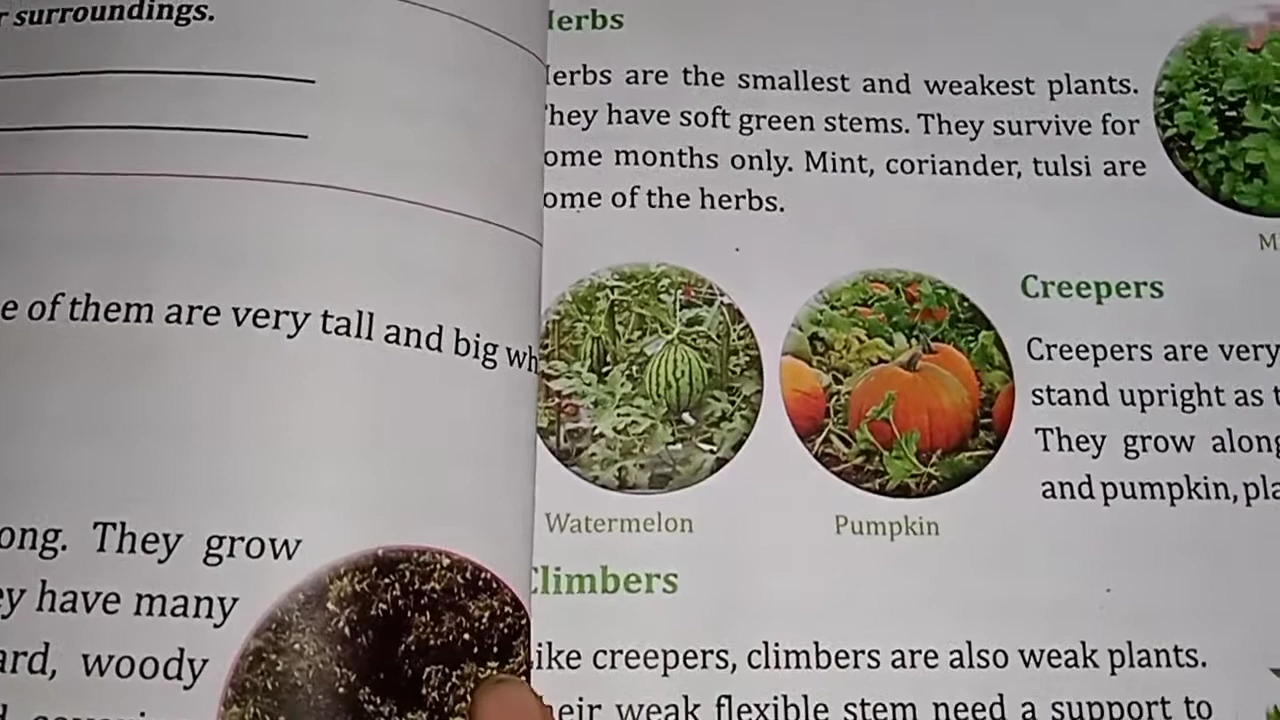 surroundings.
e of them are very tall and big wh
ong. They grow
ey have many
ard, woody
Herbs
Herbs are the smallest and weakest plants.
They have soft green stems. They survive for
ome months only. Mint, coriander, tulsi are
ome of the herbs.
Watermelon
Pumpkin
Creepers
Creepers are very
stand upright as t
They grow along
and pumpkin, pla
Climbers
Like creepers, climbers are also weak plants.
heir weak flexible stem need a support to